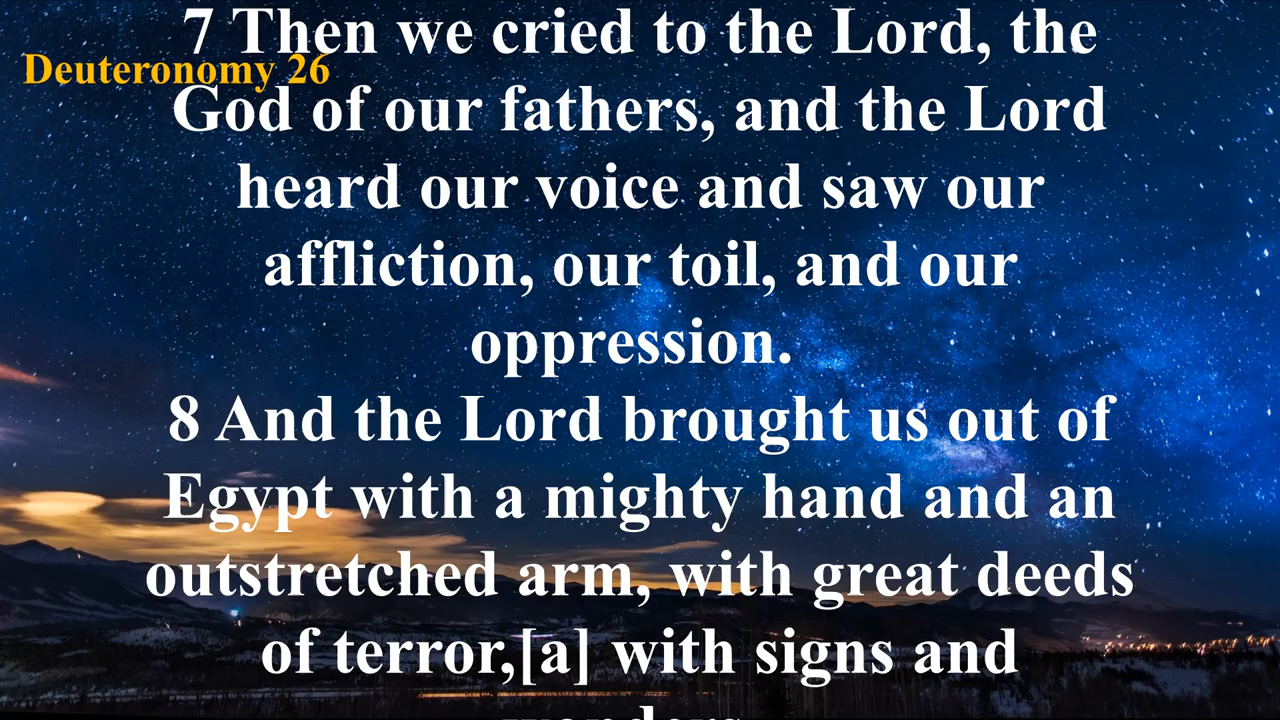 7 Then we cried to the Lord, the
Deuteronomy 26
God of our fathers, and the Lord
heard our voice and saw our
affliction, our toil, and our
oppression.
8 And the Lord brought us out of
Egypt with a mighty hand and an
outstretched arm, with great deeds
of terror,[a] with signs and